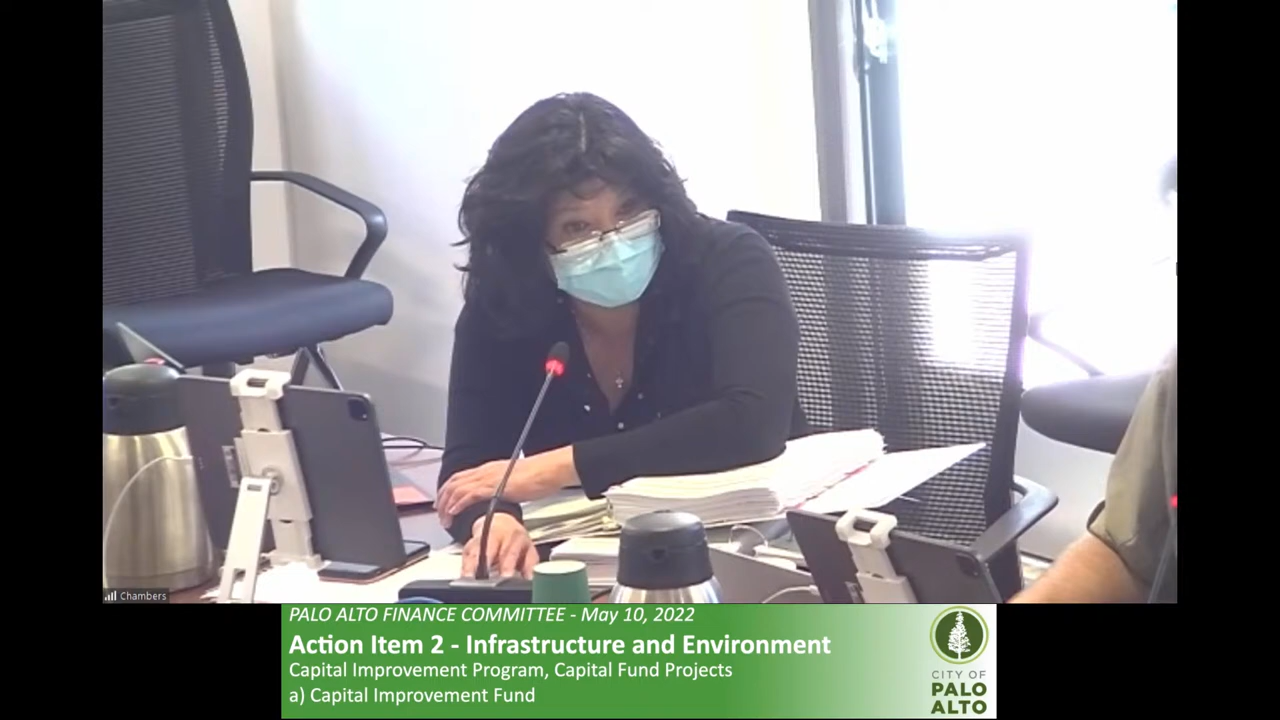 Chambers
PALO ALTO FINANCE COMMITTEE - May 10, 2022
Action Item 2 - Infrastructure and Environment
Capital Improvement Program, Capital Fund Projects
a) Capital Improvement Fund
CITY OF
PALO
ALTO